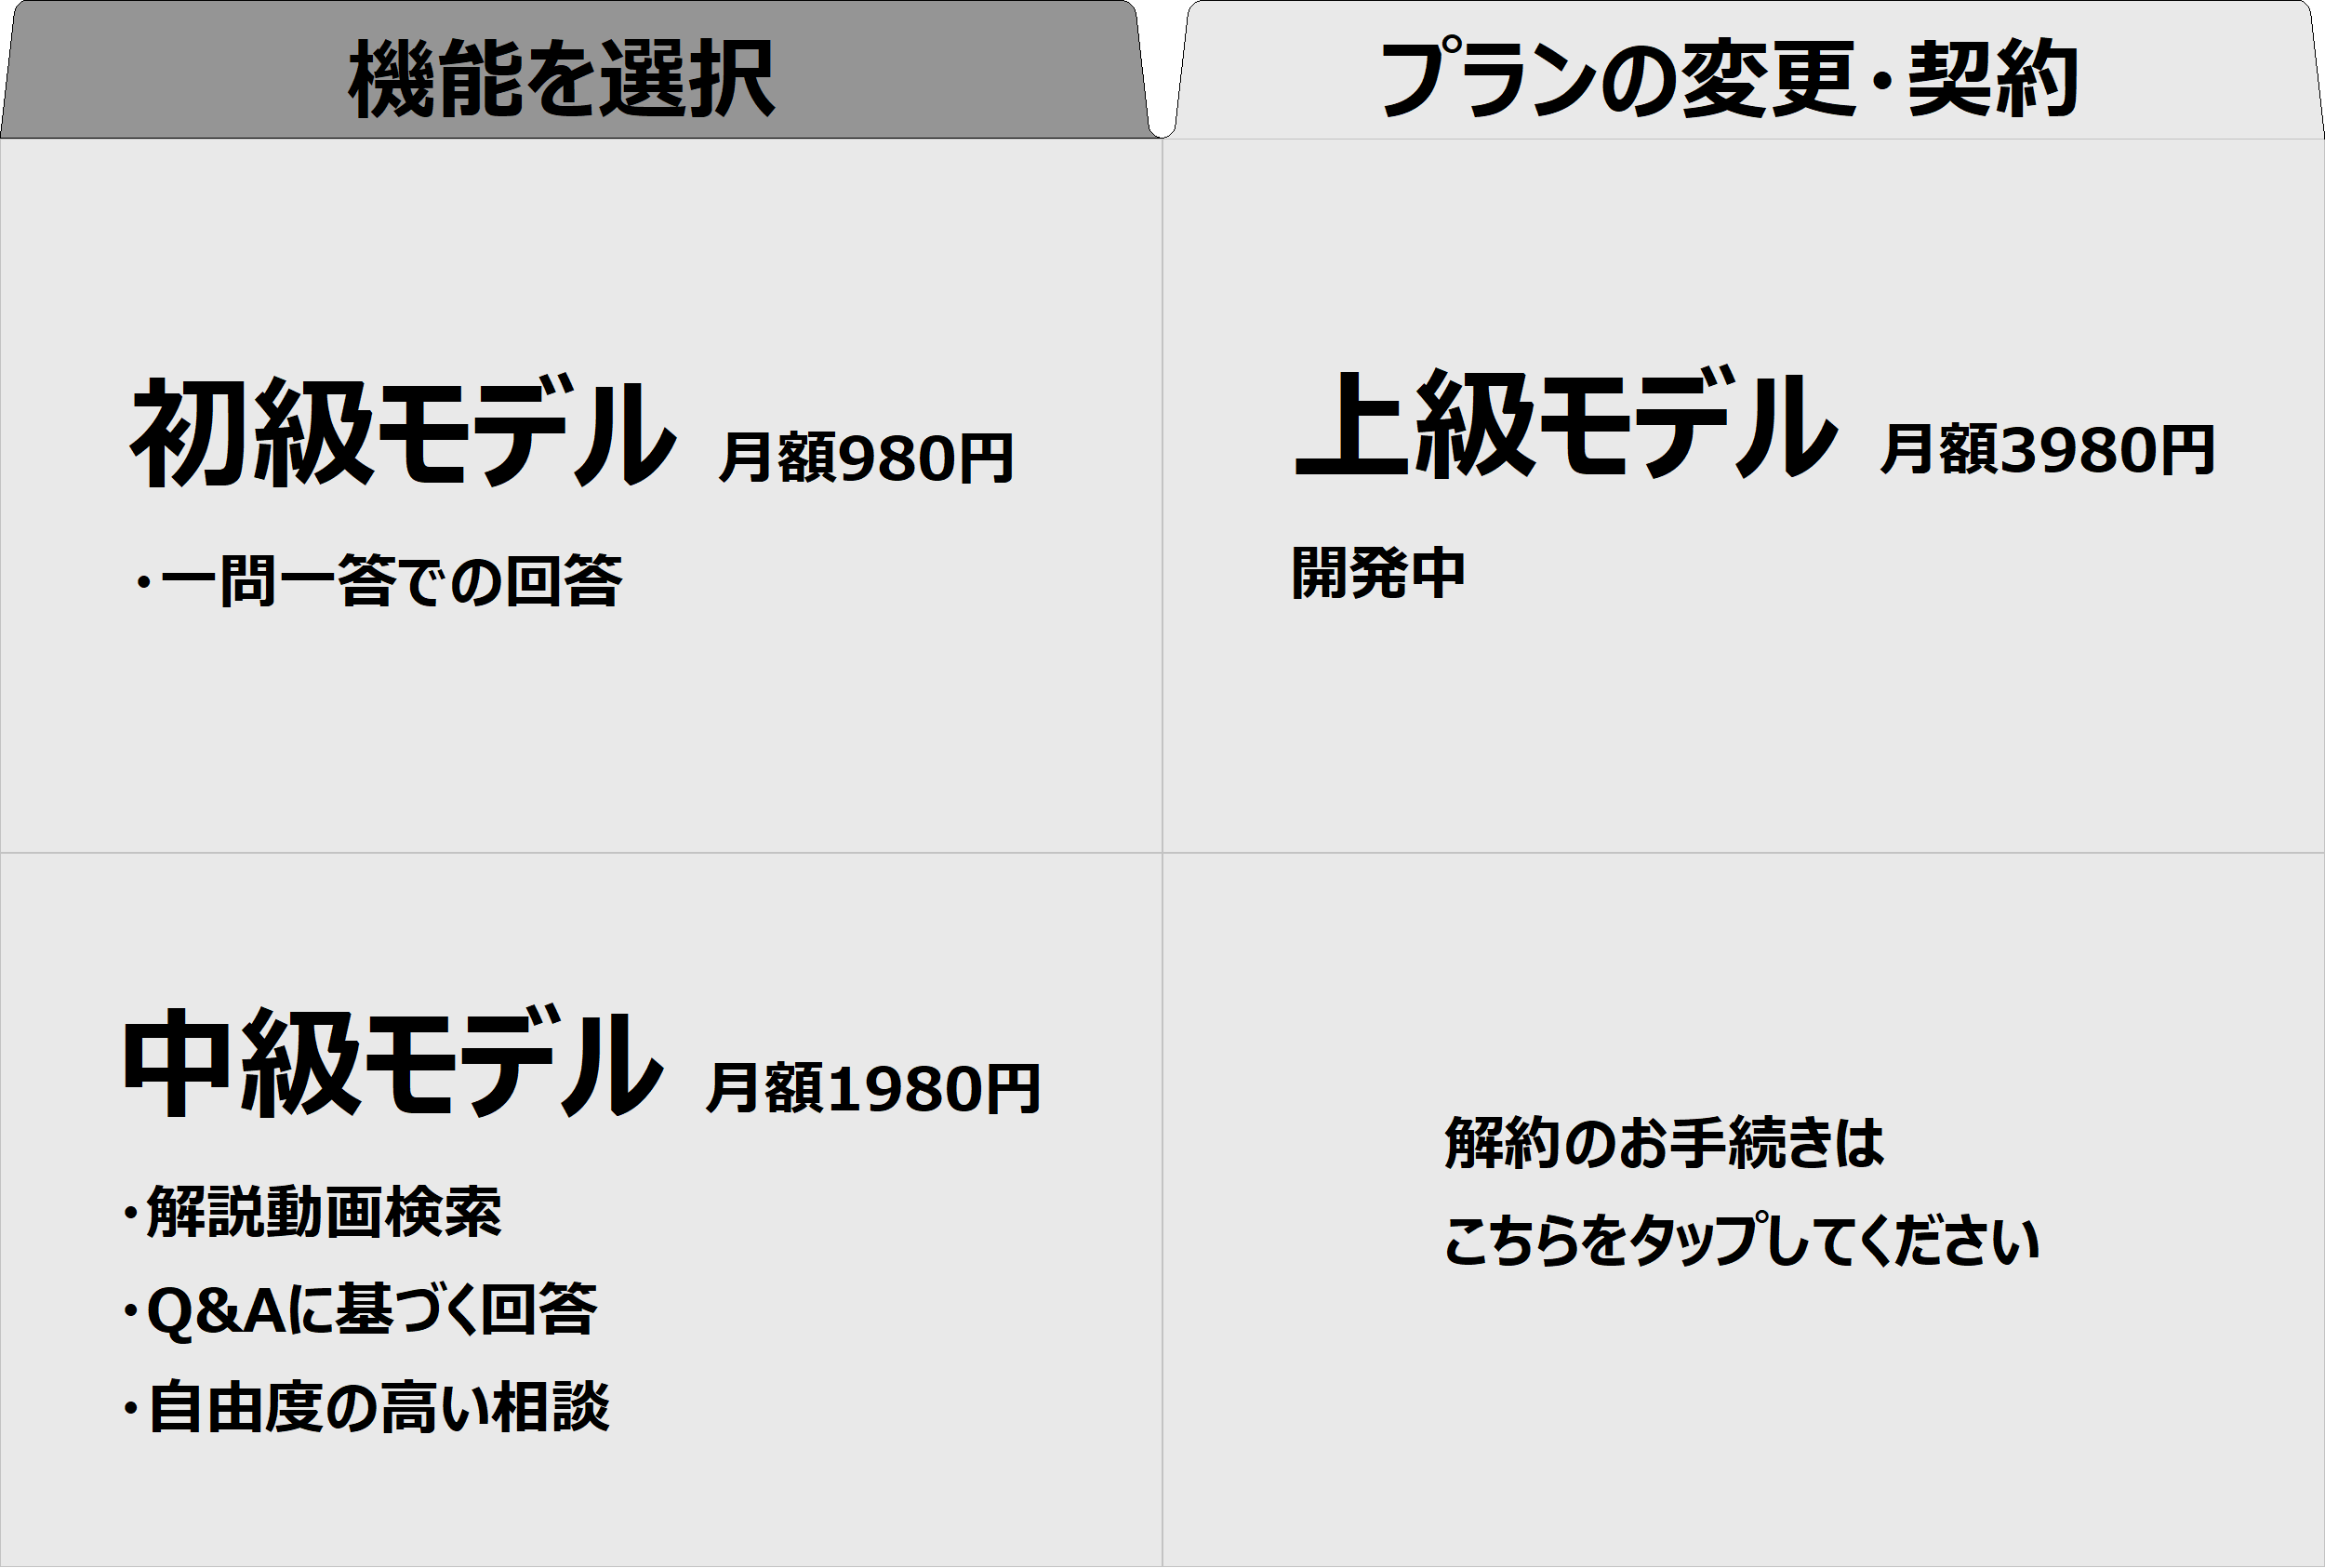 機能を選択
プランの変更・契約
初級モデル 月額980円
・一問一答での回答
上級モデル 月額3980円
開発中
中級モデル 月額1980円
・解説動画検索
・Q&Aに基づく回答
・自由度の高い相談
解約のお手続きは
こちらをタップしてください